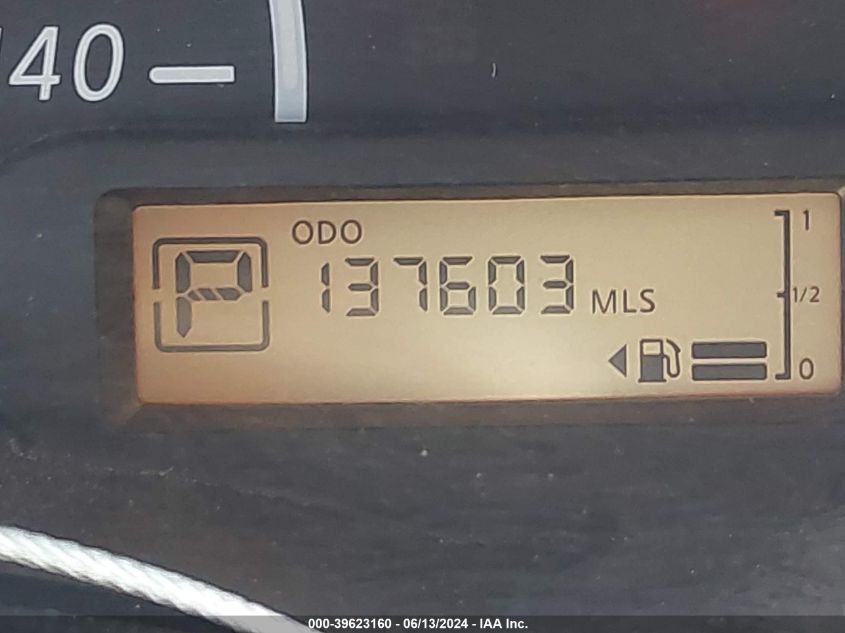 140
ODO
P
137603 MLS
1
1/2
0
000-39623160 - 06/13/2024 - IAA Inc.